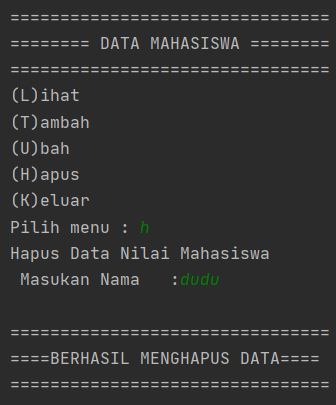 ================================
======== DATA MAHASISWA ========
================================
(L)ihat
(T)ambah
(U)bah
(H)apus
(K)eluar
Pilih menu : h
Hapus Data Nilai Mahasiswa
 Masukan Nama   :dudu

================================
====BERHASIL MENGHAPUS DATA====
================================